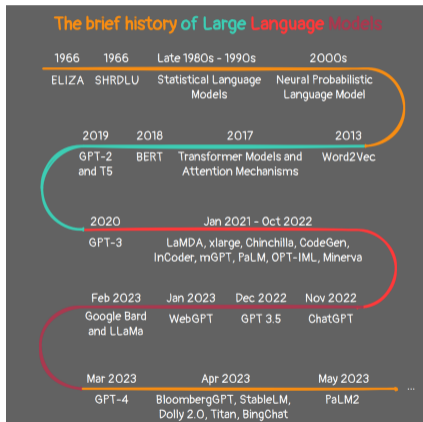 The brief history of Large Language Models
1966 1966 Late 1980s - 1990s 2000s
ELIZA SHRDLU Statistical Language Models Neural Probabilistic Language Model
2019 2018 2017 2013
GPT-2 and T5 BERT Transformer Models and Attention Mechanisms Word2Vec
2020 Jan 2021 - Oct 2022
GPT-3 LaMDA, xlarge, Chinchilla, CodeGen, InCoder, mGPT, PaLM, OPT-IML, Minerva
Feb 2023 Jan 2023 Dec 2022 Nov 2022
Google Bard and LLaMa WebGPT GPT 3.5 ChatGPT
Mar 2023 Apr 2023 May 2023
GPT-4 BloombergGPT, StableLM, Dolly 2.0, Titan, BingChat PaLM2
...